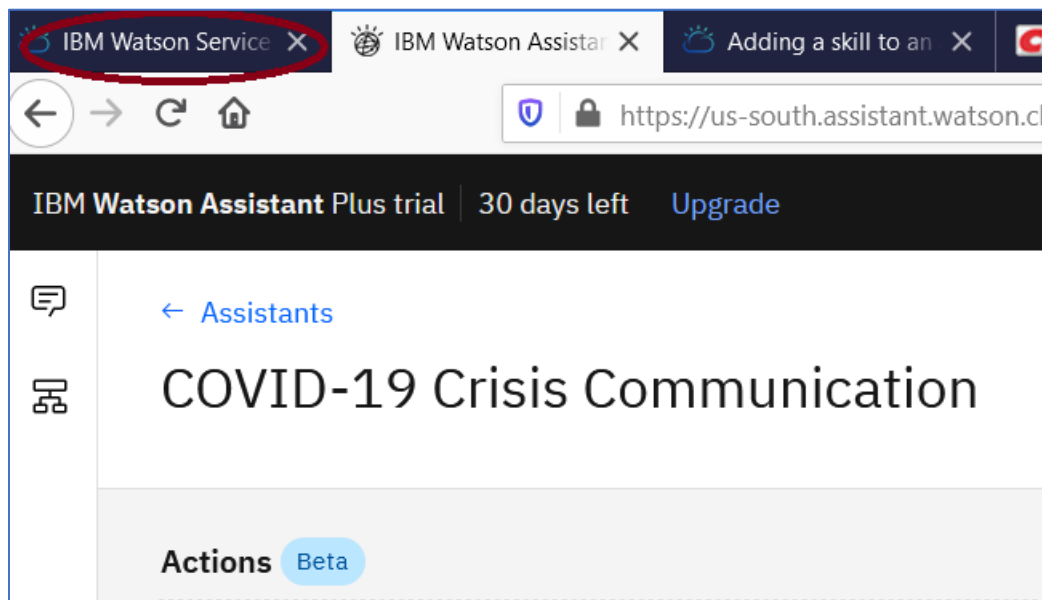 IBM Watson Service
IBM Watson Assistan
Adding a skill to an
https://us-south.assistant.watson.cl
IBM Watson Assistant Plus trial
30 days left
Upgrade
← Assistants
COVID-19 Crisis Communication
Actions
Beta